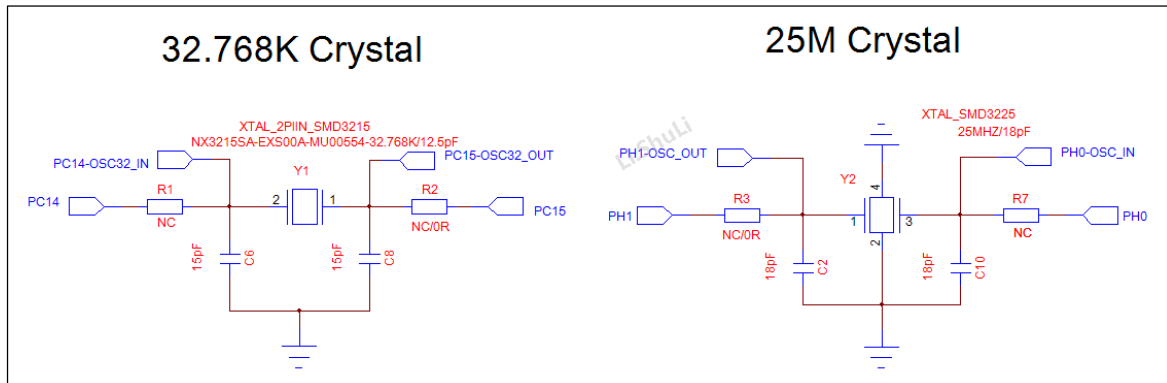 32.768K Crystal
25M Crystal
XTAL_2PIIN_SMD3215
NX3215SA-EXS00A-MU00554-32.768K/12.5pF
PC14-OSC32_IN
PC15-OSC32_OUT
Y1
PC14
R1
NC
2
1
R2
NC/0R
PC15
15pF
C6
15pF
C8
XTAL_SMD3225
25MHZ/18pF
LiShuLi
PH1-OSC_OUT
PH0-OSC_IN
Y2
4
PH1
R3
NC/0R
1
3
2
R7
NC
PH0
18pF
C2
18pF
C10